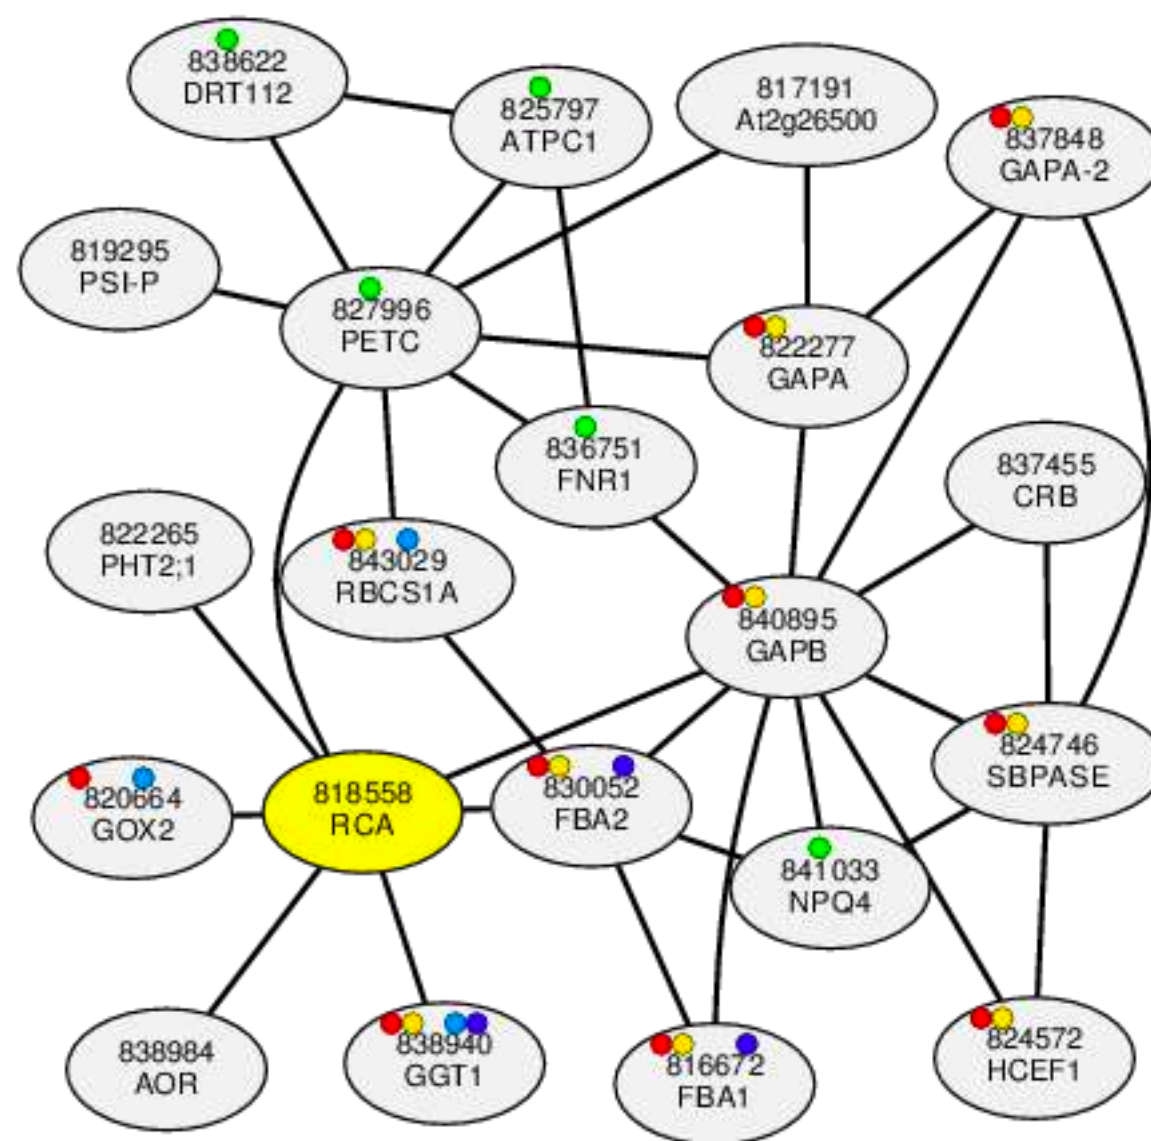 838622
DRT112
825797
ATPC1
817191
At2g26500
837848
GAPA-2
819295
PSI-P
827996
PETC
822277
GAPA
836751
FNR1
837455
CRB
822265
PHT2;1
843029
RBCS1A
840895
GAPB
824746
SBPASE
820664
GOX2
818558
RCA
830052
FBA2
841033
NPQ4
838984
AOR
838940
GGT1
816672
FBA1
824572
HCEF1